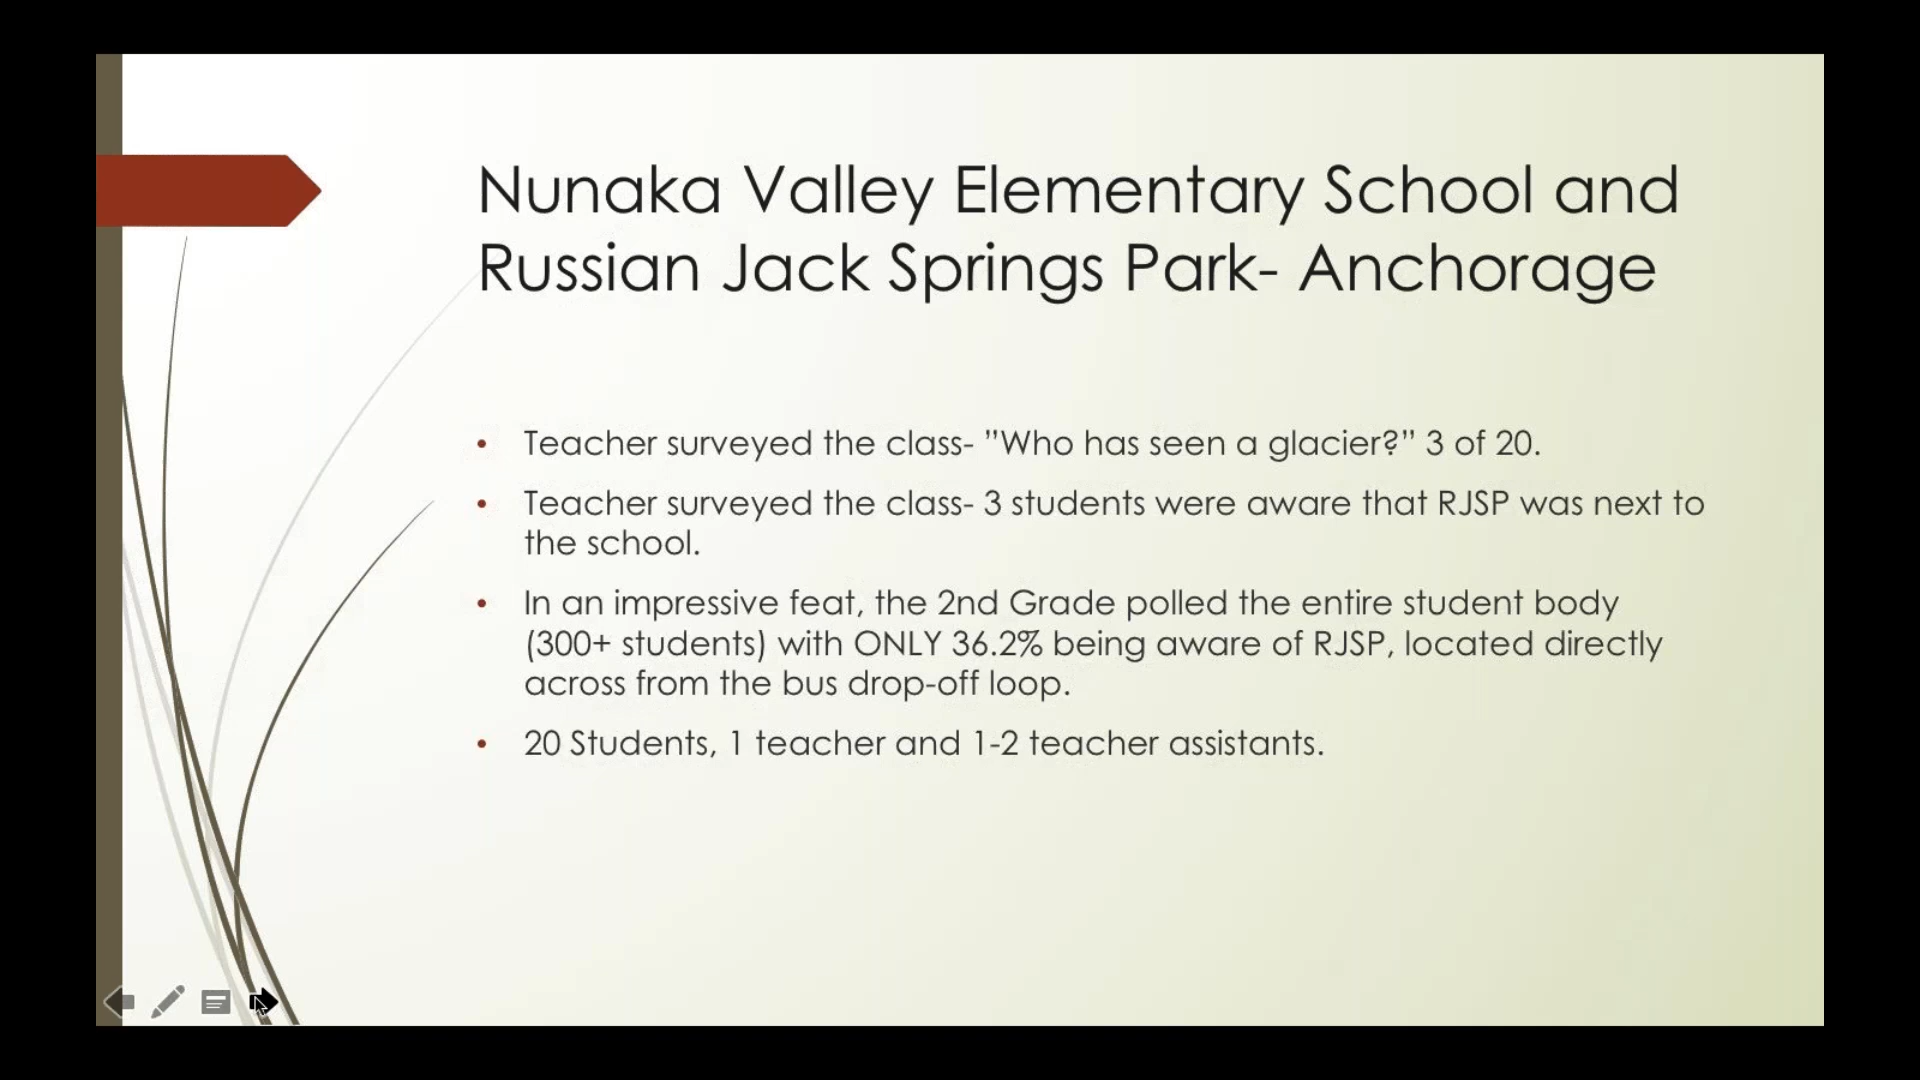 Nunaka Valley Elementary School and
Russian Jack Springs Park- Anchorage
• Teacher surveyed the class- ”Who has seen a glacier?” 3 of 20.
• Teacher surveyed the class- 3 students were aware that RJSP was next to
the school.
• In an impressive feat, the 2nd Grade polled the entire student body
(300+ students) with ONLY 36.2% being aware of RJSP, located directly
across from the bus drop-off loop.
• 20 Students, 1 teacher and 1-2 teacher assistants.